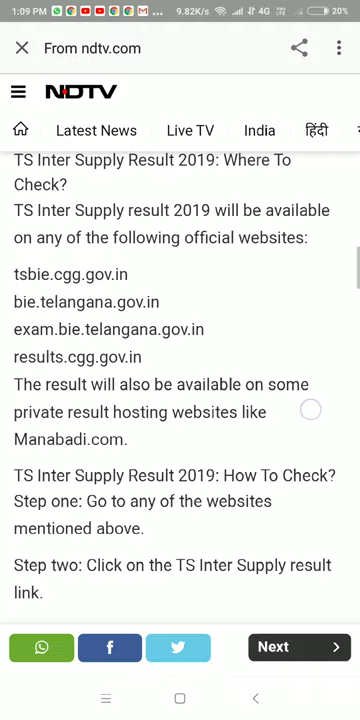 1:09 PM 9.82K/s 4G 20%
From ndtv.com
NDTV
Latest News Live TV India हिंदी
TS Inter Supply Result 2019: Where To
Check?
TS Inter Supply result 2019 will be available
on any of the following official websites:
tsbie.cgg.gov.in
bie.telangana.gov.in
exam.bie.telangana.gov.in
results.cgg.gov.in
The result will also be available on some
private result hosting websites like
Manabadi.com.
TS Inter Supply Result 2019: How To Check?
Step one: Go to any of the websites
mentioned above.
Step two: Click on the TS Inter Supply result
link.
Next